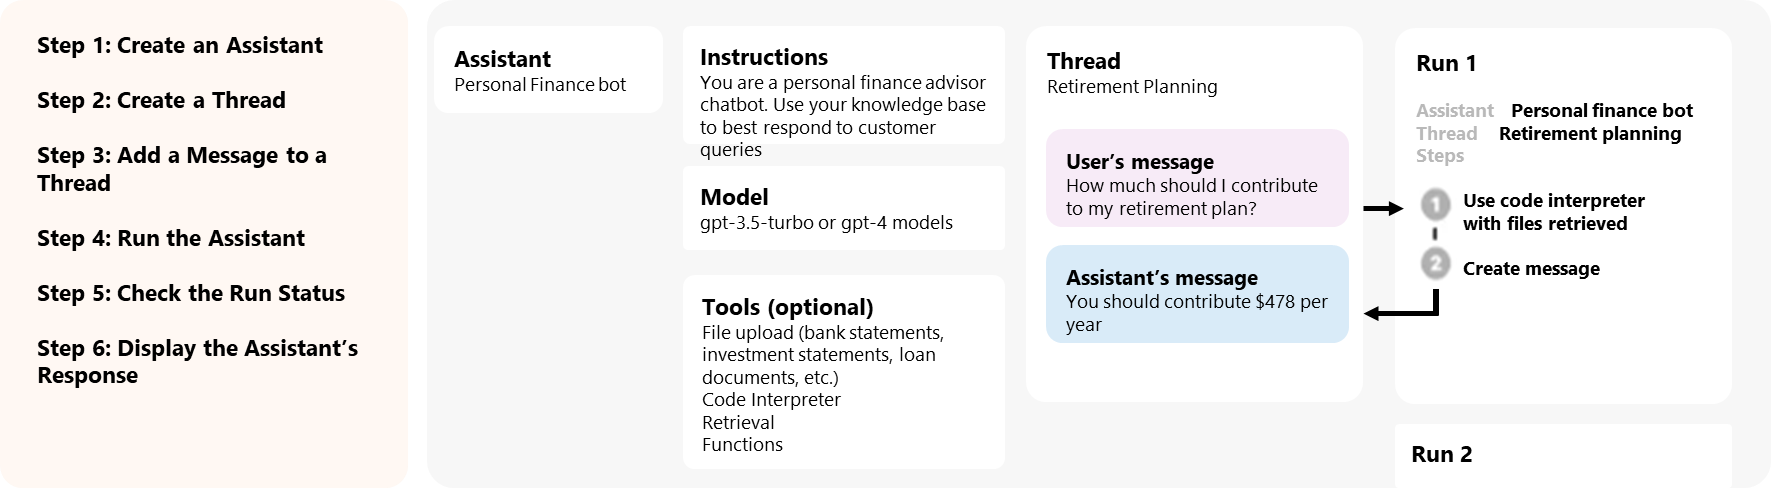 Step 1: Create an Assistant
Step 2: Create a Thread
Step 3: Add a Message to a
Thread
Step 4: Run the Assistant
Step 5: Check the Run Status
Step 6: Display the Assistant’s
Response
Assistant
Personal Finance bot
Instructions
You are a personal finance advisor
chatbot. Use your knowledge base
to best respond to customer
queries
Model
gpt-3.5-turbo or gpt-4 models
Tools (optional)
File upload (bank statements,
investment statements, loan
documents, etc.)
Code Interpreter
Retrieval
Functions
Thread
Retirement Planning
User’s message
How much should I contribute
to my retirement plan?
Assistant’s message
You should contribute $478 per
year
Run 1
Assistant Personal finance bot
Thread Retirement planning
Steps
1 Use code interpreter
with files retrieved
2 Create message
Run 2